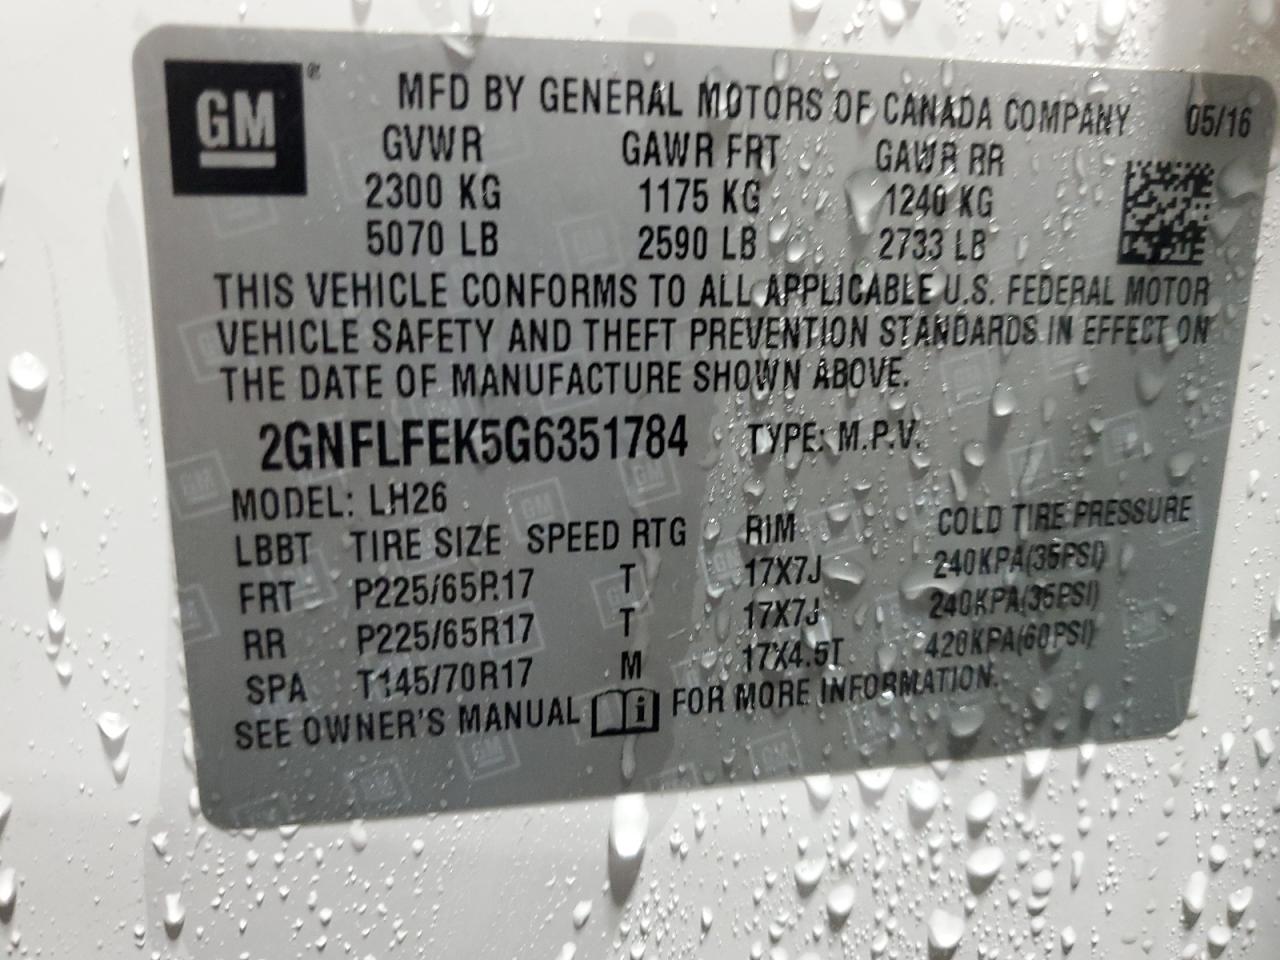 GM ®
MFD BY GENERAL MOTORS OF CANADA COMPANY 05/16
GVWR GAWR FRT GAWR RR
2300 KG 1175 KG 1240 KG
5070 LB 2590 LB 2733 LB
THIS VEHICLE CONFORMS TO ALL APPLICABLE U.S. FEDERAL MOTOR
VEHICLE SAFETY AND THEFT PREVENTION STANDARDS IN EFFECT ON
THE DATE OF MANUFACTURE SHOWN ABOVE.
2GNFLFEK5G6351784 TYPE: M.P.V.
MODEL: LH26
LBBT TIRE SIZE SPEED RTG RIM COLD TIRE PRESSURE
FRT P225/65R17 T 17X7J 240KPA(35PSI)
RR P225/65R17 T 17X7J 240KPA(35PSI)
SPA T145/70R17 M 17X4.5T 420KPA(60PSI)
SEE OWNER'S MANUAL i FOR MORE INFORMATION.